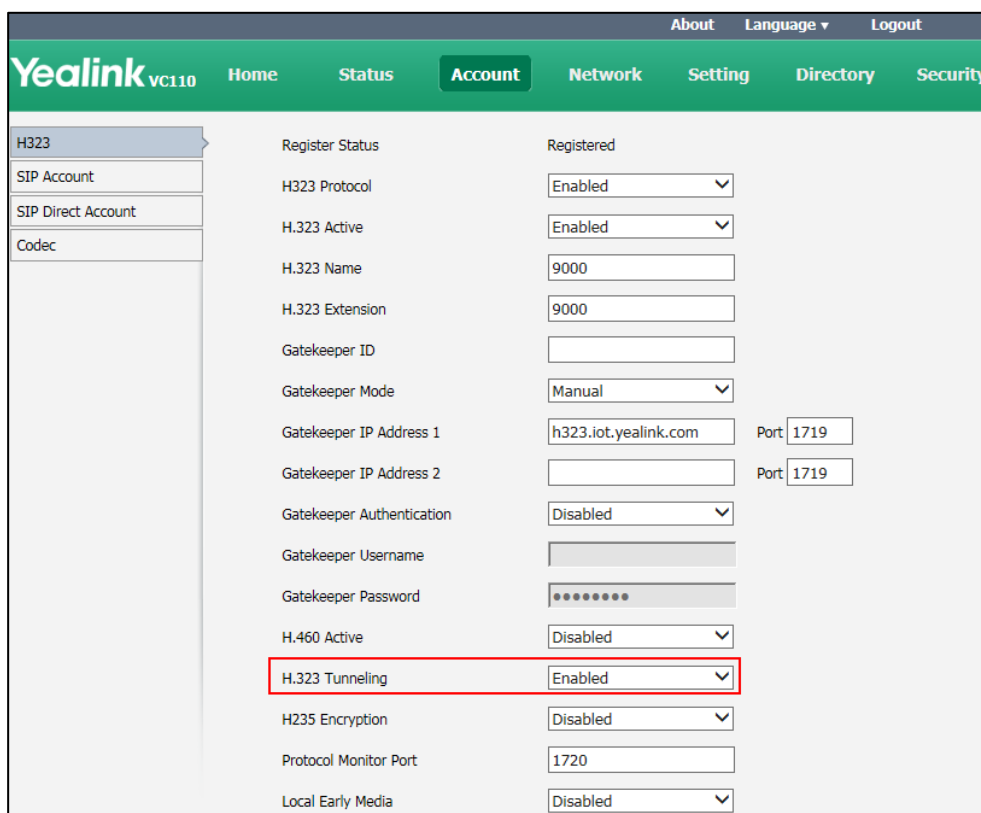 About Language ▾ Logout
Yealink VC110 Home Status Account Network Setting Directory Security
H323
SIP Account
SIP Direct Account
Codec
Register Status Registered
H323 Protocol Enabled
H.323 Active Enabled
H.323 Name 9000
H.323 Extension 9000
Gatekeeper ID
Gatekeeper Mode Manual
Gatekeeper IP Address 1 h323.iot.yealink.com Port 1719
Gatekeeper IP Address 2 Port 1719
Gatekeeper Authentication Disabled
Gatekeeper Username
Gatekeeper Password ••••••••
H.460 Active Disabled
H.323 Tunneling Enabled
H235 Encryption Disabled
Protocol Monitor Port 1720
Local Early Media Disabled